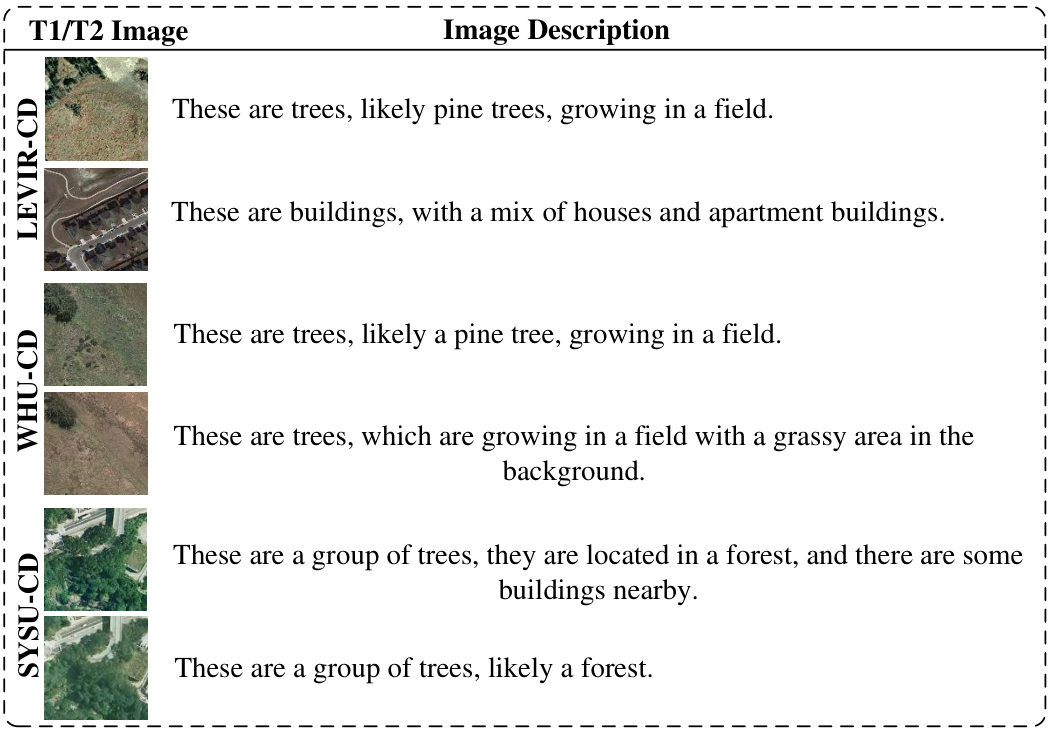 T1/T2 Image Image Description
LEVIR-CD
These are trees, likely pine trees, growing in a field.
These are buildings, with a mix of houses and apartment buildings.
WHU-CD
These are trees, likely a pine tree, growing in a field.
These are trees, which are growing in a field with a grassy area in the
background.
SYSU-CD
These are a group of trees, they are located in a forest, and there are some
buildings nearby.
These are a group of trees, likely a forest.